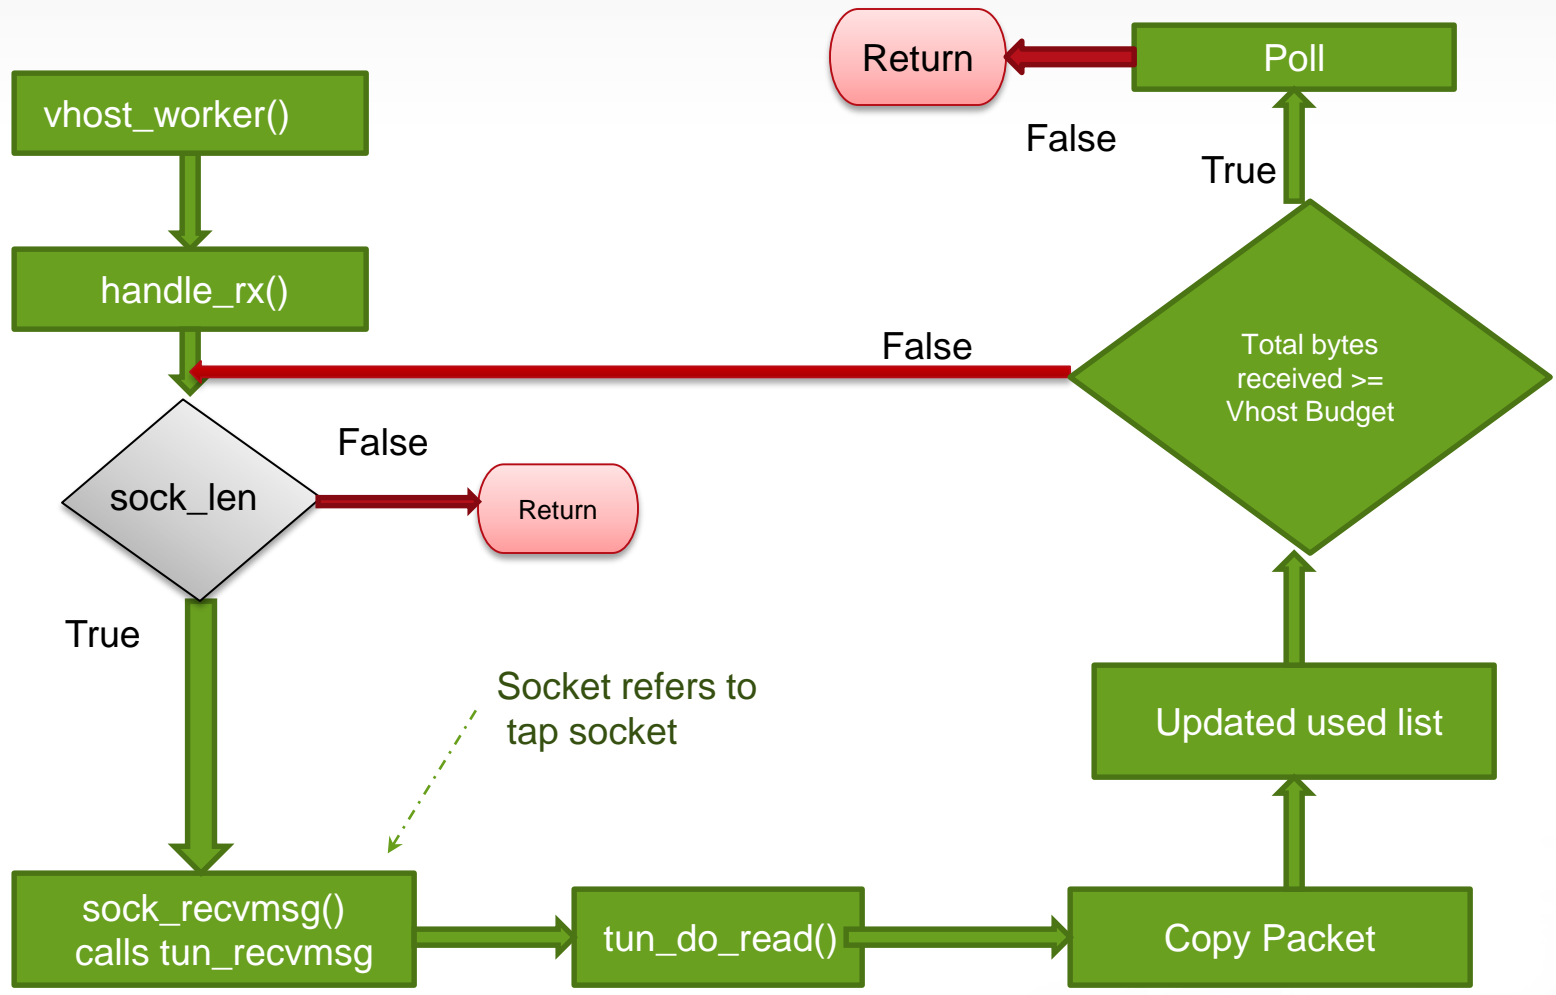 vhost_worker()
handle_rx()
sock_len
False
Return
True
Socket refers to
tap socket
sock_recvmsg()
calls tun_recvmsg
tun_do_read()
Copy Packet
Updated used list
Total bytes
received >=
Vhost Budget
False
True
Poll
False
Return